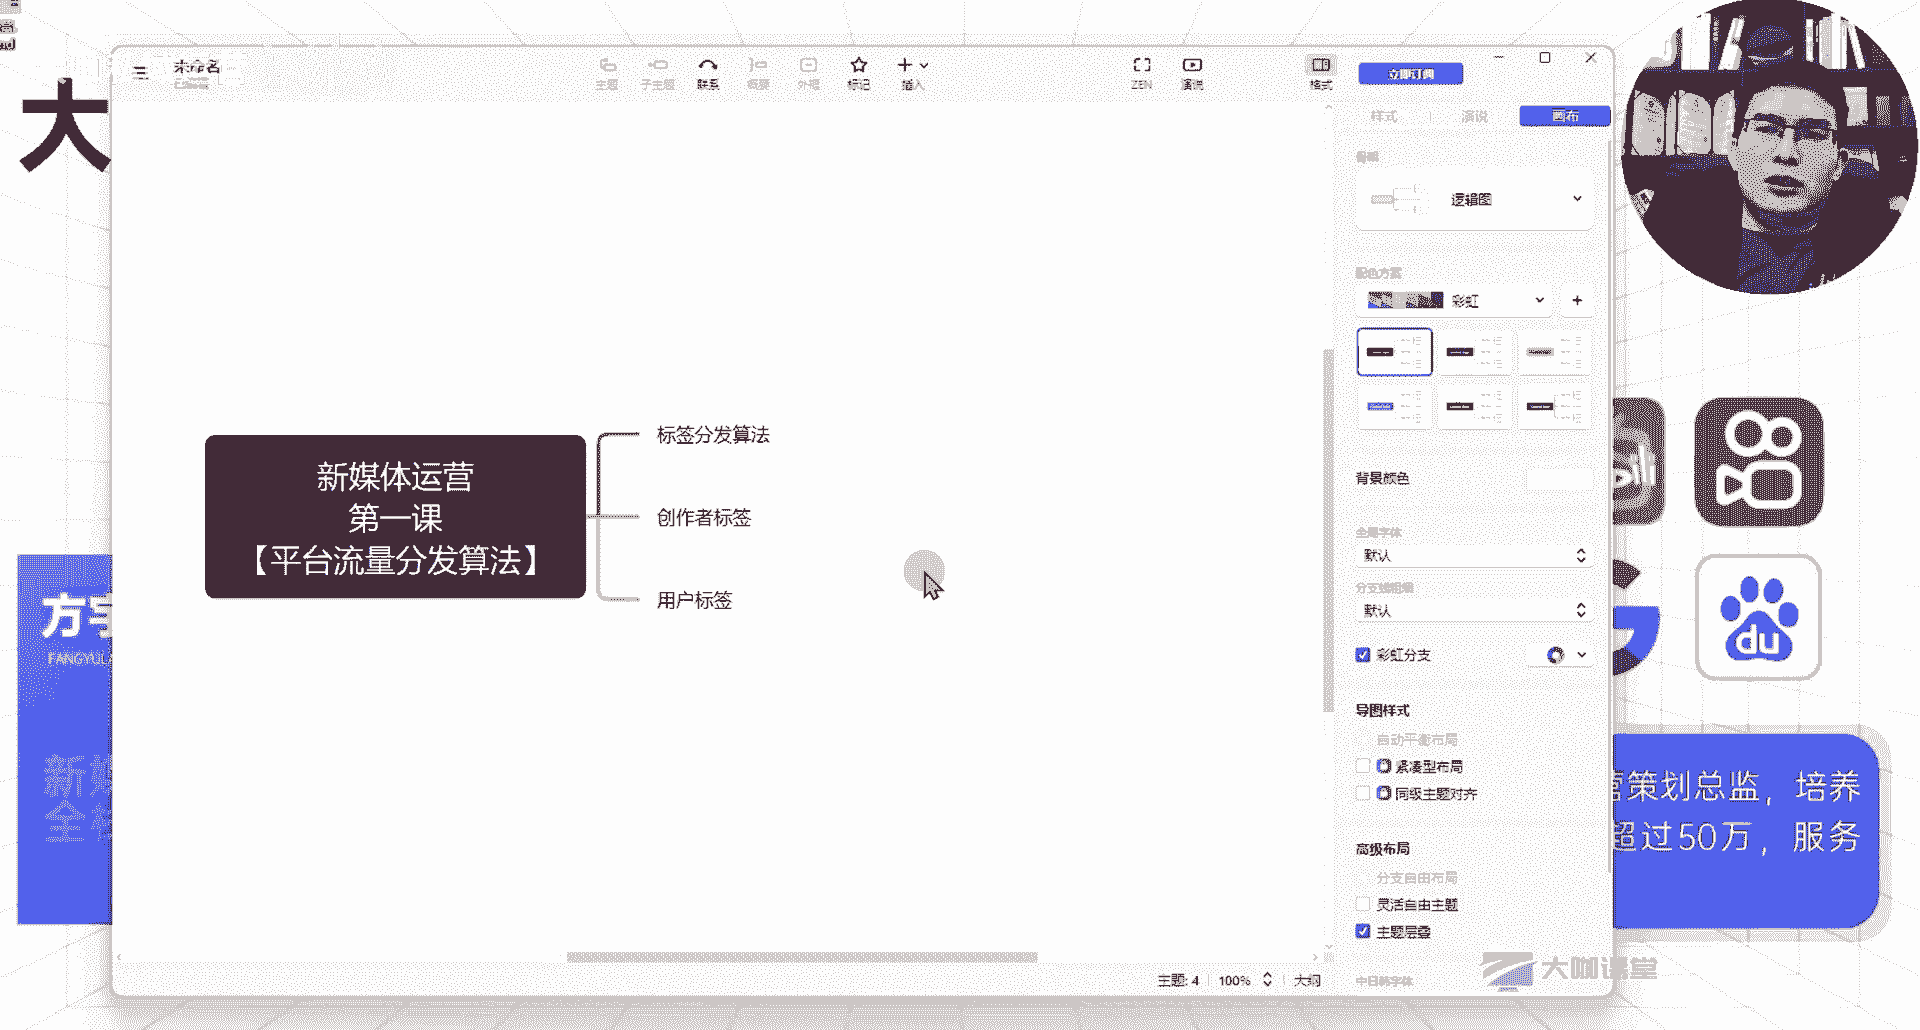 大
未命名
主题
子主题
联系
概要
外框
标记
插入
ZEN
演说
格式
立即订阅
样式
演说
画布
骨架
逻辑图
配色方案
彩虹
背景颜色
全局字体
默认
分支线粗细
默认
彩虹分支
导图样式
自动平衡布局
紧凑型布局
同级主题对齐
高级布局
分支自由布局
灵活自由主题
主题层叠
中日韩字体
新媒体运营
第一课
【平台流量分发算法】
标签分发算法
创作者标签
用户标签
主题: 4
100%
大纲
方宇
FANGYU
新媒
全
du
营策划总监，培养
超过50万，服务
大咖课堂